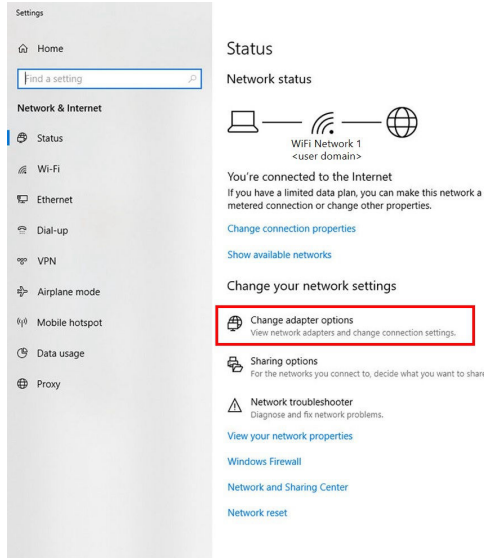 Settings
Home
Find a setting
Network & Internet
Status
Wi-Fi
Ethernet
Dial-up
VPN
Airplane mode
Mobile hotspot
Data usage
Proxy
Status
Network status
WiFi Network 1
<user domain>
You're connected to the Internet
If you have a limited data plan, you can make this network a
metered connection or change other properties.
Change connection properties
Show available networks
Change your network settings
Change adapter options
View network adapters and change connection settings.
Sharing options
For the networks you connect to, decide what you want to share
Network troubleshooter
Diagnose and fix network problems.
View your network properties
Windows Firewall
Network and Sharing Center
Network reset